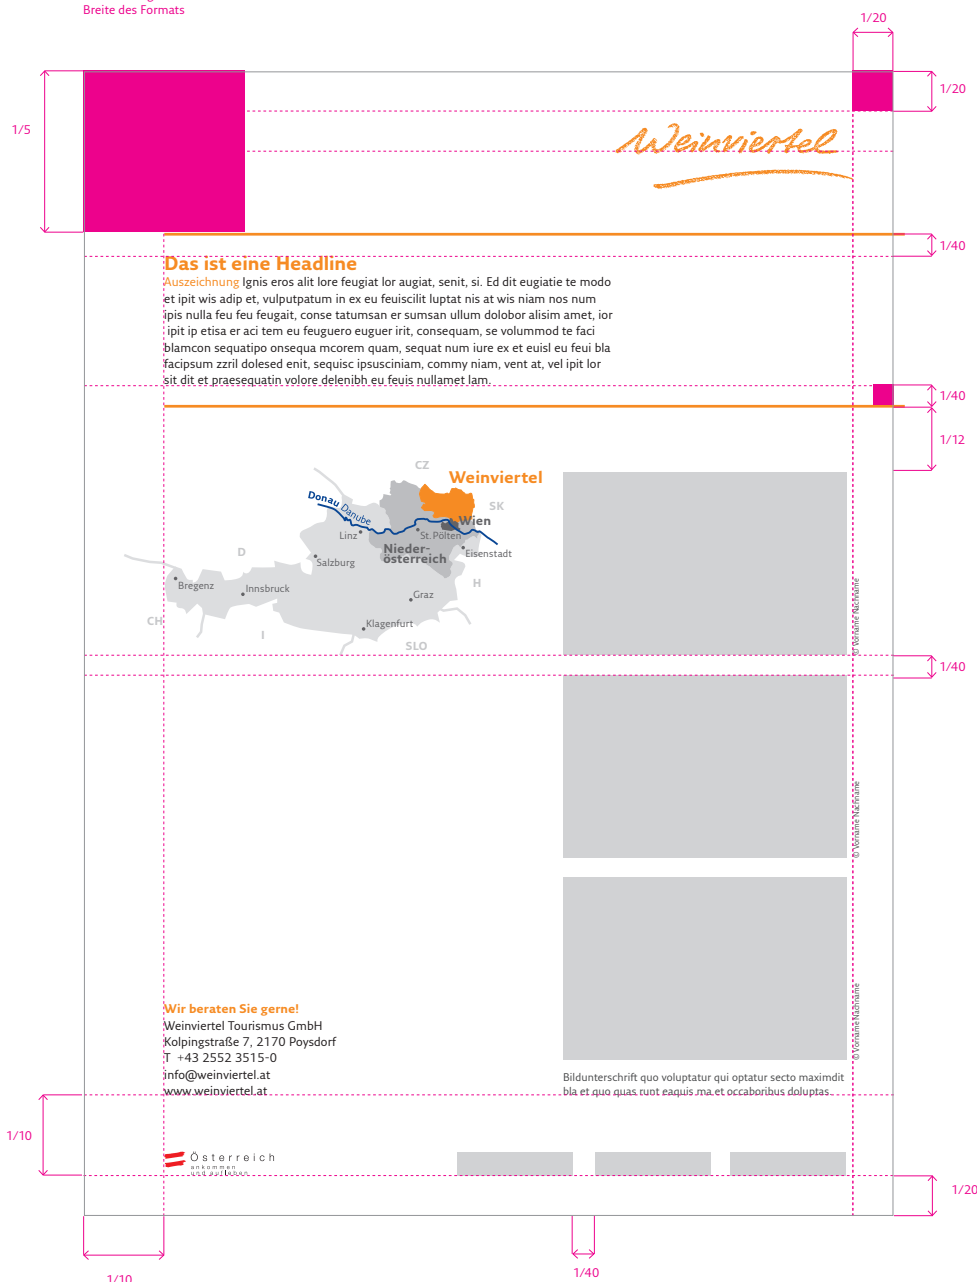 Breite des Formats
1/20
1/20
1/5
Weinviertel
1/40
Das ist eine Headline
Auszeichnung Ignis eros alit lore feugiat lor augiat, senit, si. Ed dit eugiatie te modo
et ipit wis adip et, vulputpatum in ex eu feuiscilit luptat nis at wis niam nos num
ipis nulla feu feu feugait, conse tatumsan er sumsan ullum dolobor alisim amet, ior
ipit ip etisa er aci tem eu feuguero euguer irit, consequam, se volummod te faci
blamcon sequatipo onsequa mcorem quam, sequat num iure ex et euisl eu feui bla
facipsum zzril dolesed enit, sequisc ipsusciniam, commy niam, vent at, vel ipit lor
sit dit et praesequatin volore delenibh eu feuis nullamet lam.
1/40
1/12
CZ
Weinviertel
Donau Danube
SK
Wien
Linz
St. Pölten
Nieder-
österreich
Eisenstadt
D
Salzburg
Bregenz
Innsbruck
H
Graz
CH
Klagenfurt
I
SLO
© Vorname Nachname
1/40
© Vorname Nachname
© Vorname Nachname
Wir beraten Sie gerne!
Weinviertel Tourismus GmbH
Kolpingstraße 7, 2170 Poysdorf
T +43 2552 3515-0
info@weinviertel.at
www.weinviertel.at
Bildunterschrift quo voluptatur qui optatur secto maximdit
bla et quo quas runt eaquis ma et occaboribus doluptas
1/10
Österreich
ankommen
und aufleben
1/20
1/10
1/40